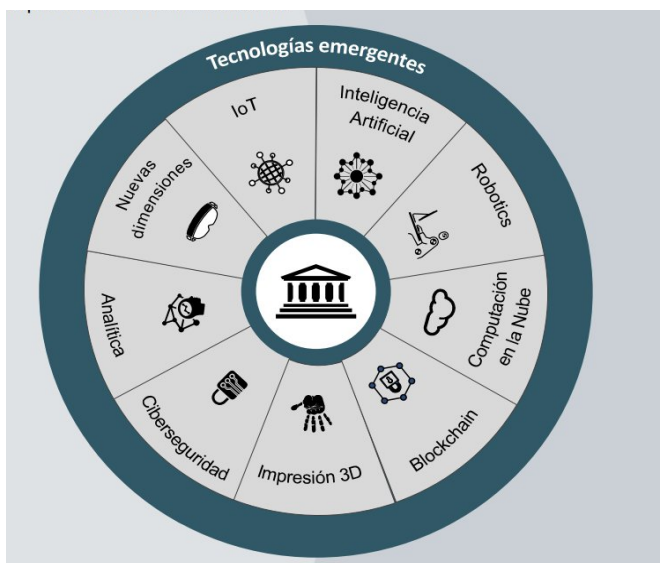 Tecnologías emergentes
Inteligencia
Artificial
Robotics
Computación
en la Nube
Blockchain
Impresión 3D
Ciberseguridad
Analítica
Nuevas
dimensiones
IoT